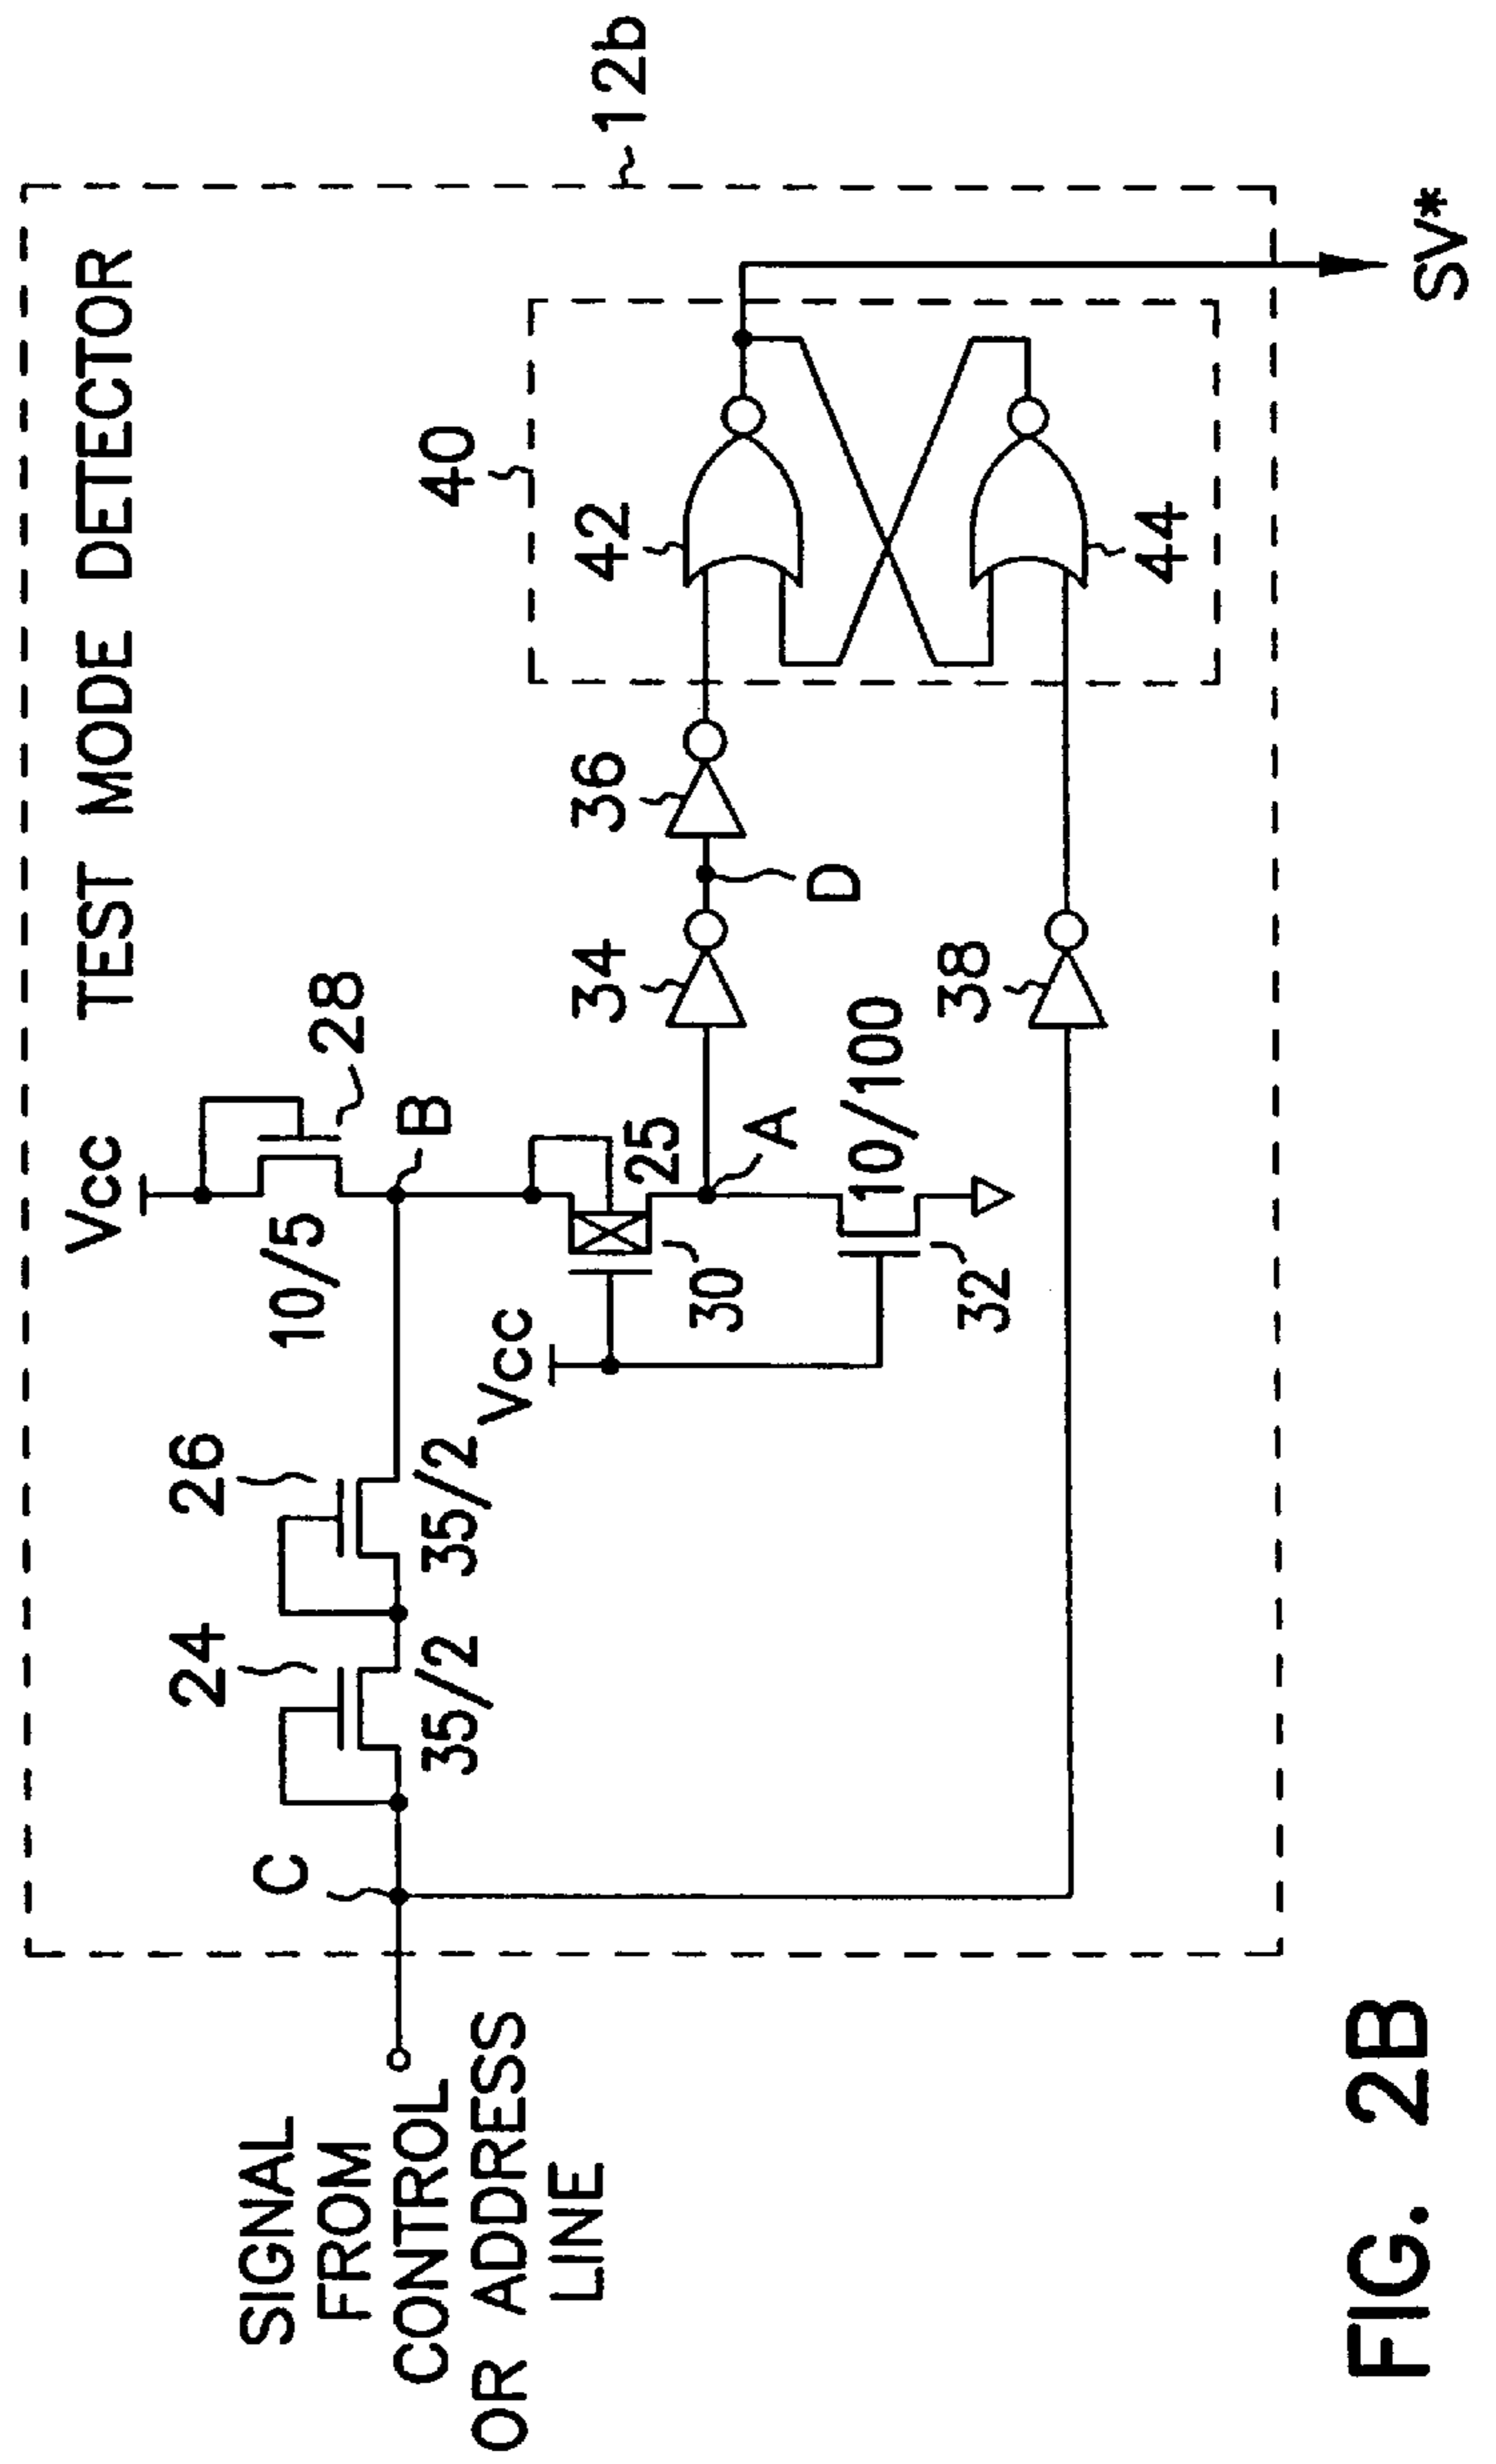 TEST MODE DETECTOR
12b
Vcc
28
10/5
B
26
35/2
24
35/2
C
SIGNAL
FROM
CONTROL
OR ADDRESS
LINE
Vcc
25
30
A
10/100
32
34
D
36
38
40
42
44
SV*
FIG. 2B